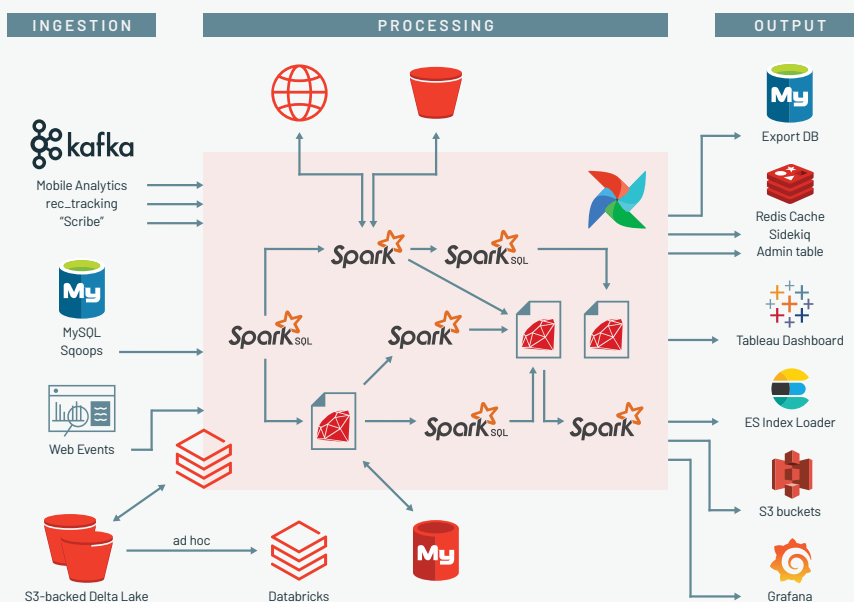 INGESTION
PROCESSING
OUTPUT
kafka
Mobile Analytics
rec_tracking
“Scribe”
My
MySQL
Sqoops
Web Events
S3-backed Delta Lake
ad hoc
Databricks
My
Spark
Spark SQL
Spark SQL
Spark
Spark SQL
Spark
My
Export DB
Redis Cache
Sidekiq
Admin table
Tableau Dashboard
ES Index Loader
S3 buckets
Grafana